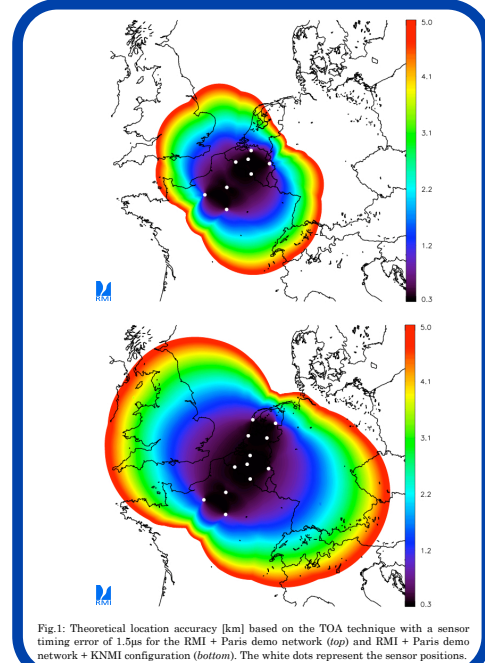 5.0
4.1
3.1
2.2
1.2
0.3
RMI
5.0
4.1
3.1
2.2
1.2
0.3
RMI
Fig.1: Theoretical location accuracy [km] based on the TOA technique with a sensor
timing error of 1.5µs for the RMI + Paris demo network (top) and RMI + Paris demo
network + KNMI configuration (bottom). The white dots represent the sensor positions.